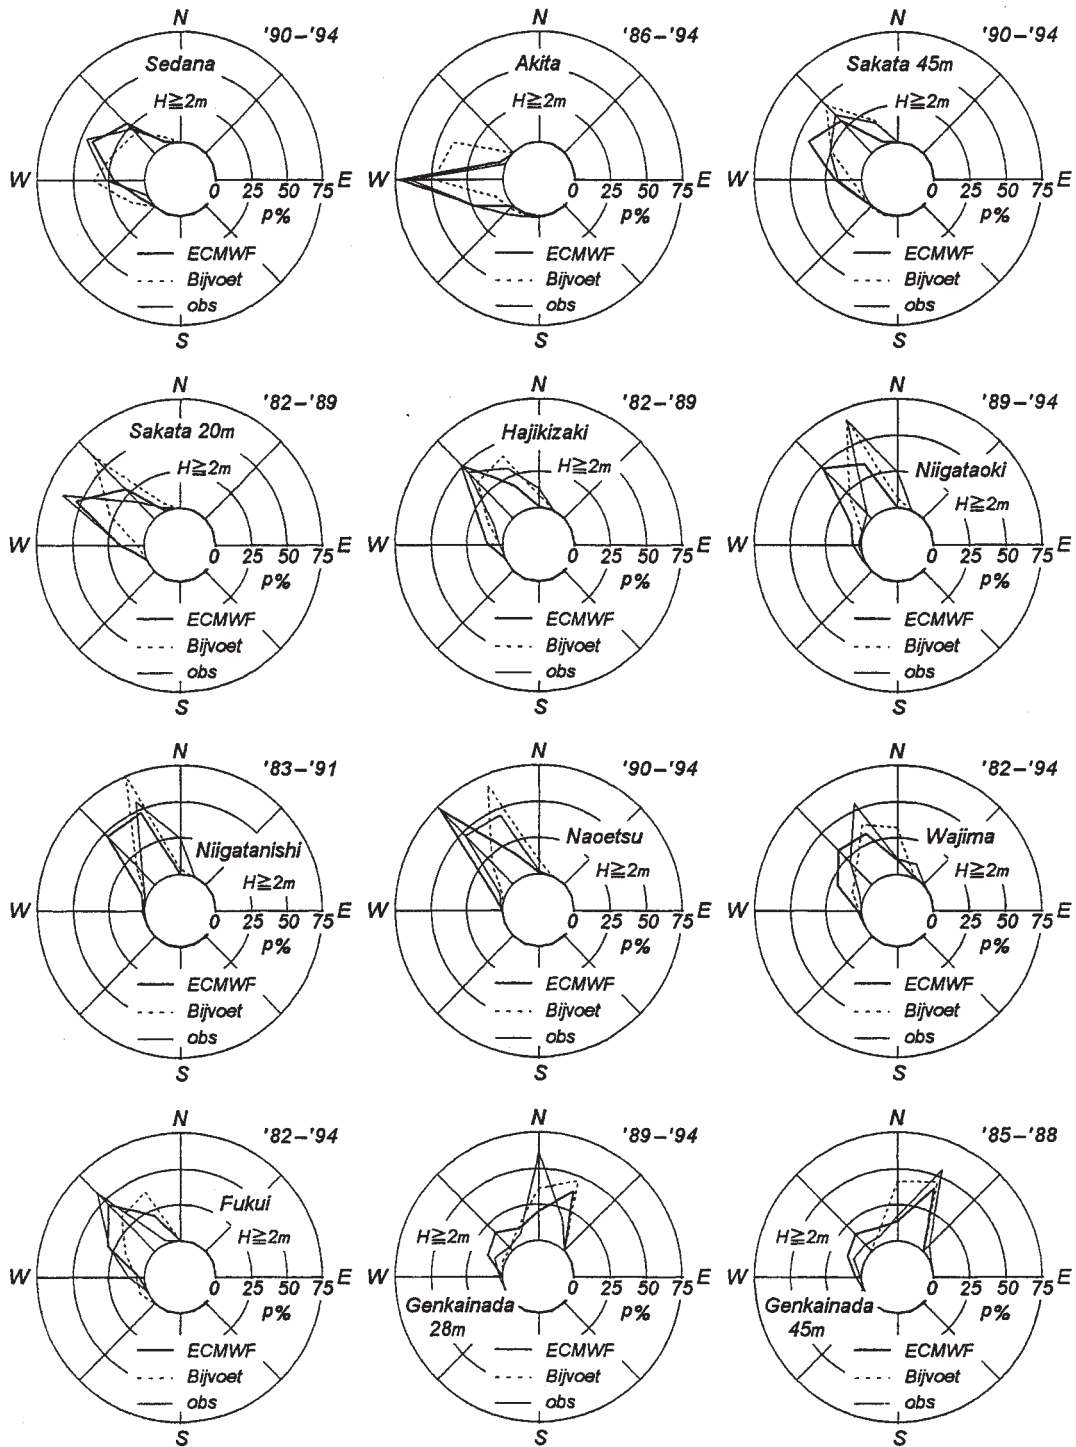 N
'90–'94
Sedana
H≧2m
W
0 25 50 75 E
p%
ECMWF
Bijvoet
obs
S
N
'86–'94
Akita
H≧2m
W
0 25 50 75 E
p%
ECMWF
Bijvoet
obs
S
N
'90–'94
Sakata 45m
H≧2m
W
0 25 50 75 E
p%
ECMWF
Bijvoet
obs
S
N
'82–'89
Sakata 20m
H≧2m
W
0 25 50 75 E
p%
ECMWF
Bijvoet
obs
S
N
'82–'89
Hajikizaki
H≧2m
W
0 25 50 75 E
p%
ECMWF
Bijvoet
obs
S
N
'89–'94
Niigataoki
H≧2m
W
0 25 50 75 E
p%
ECMWF
Bijvoet
obs
S
N
'83–'91
Niigatanishi
H≧2m
W
0 25 50 75 E
p%
ECMWF
Bijvoet
obs
S
N
'90–'94
Naoetsu
H≧2m
W
0 25 50 75 E
p%
ECMWF
Bijvoet
obs
S
N
'82–'94
Wajima
H≧2m
W
0 25 50 75 E
p%
ECMWF
Bijvoet
obs
S
N
'82–'94
Fukui
H≧2m
W
0 25 50 75 E
p%
ECMWF
Bijvoet
obs
S
N
'89–'94
H≧2m
W
0 25 50 75 E
Genkainada
28m
p%
ECMWF
Bijvoet
obs
S
N
'85–'88
H≧2m
W
0 25 50 75 E
Genkainada
45m
p%
ECMWF
Bijvoet
obs
S